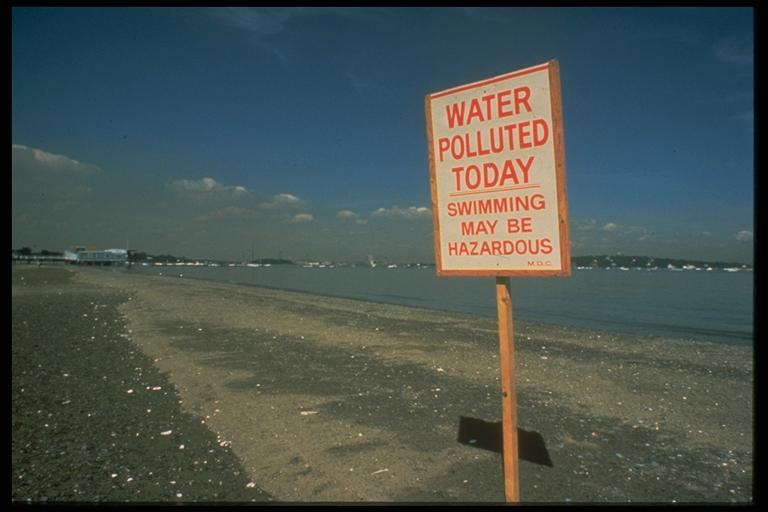 WATER
POLLUTED
TODAY
SWIMMING
MAY BE
HAZARDOUS
M.D.C.